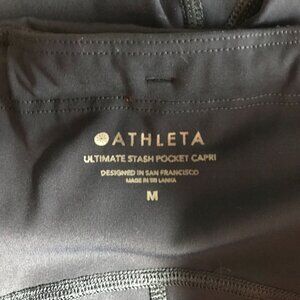 ATHLETA
ULTIMATE STASH POCKET CAPRI
DESIGNED IN SAN FRANCISCO
MADE IN SRI LANKA
M